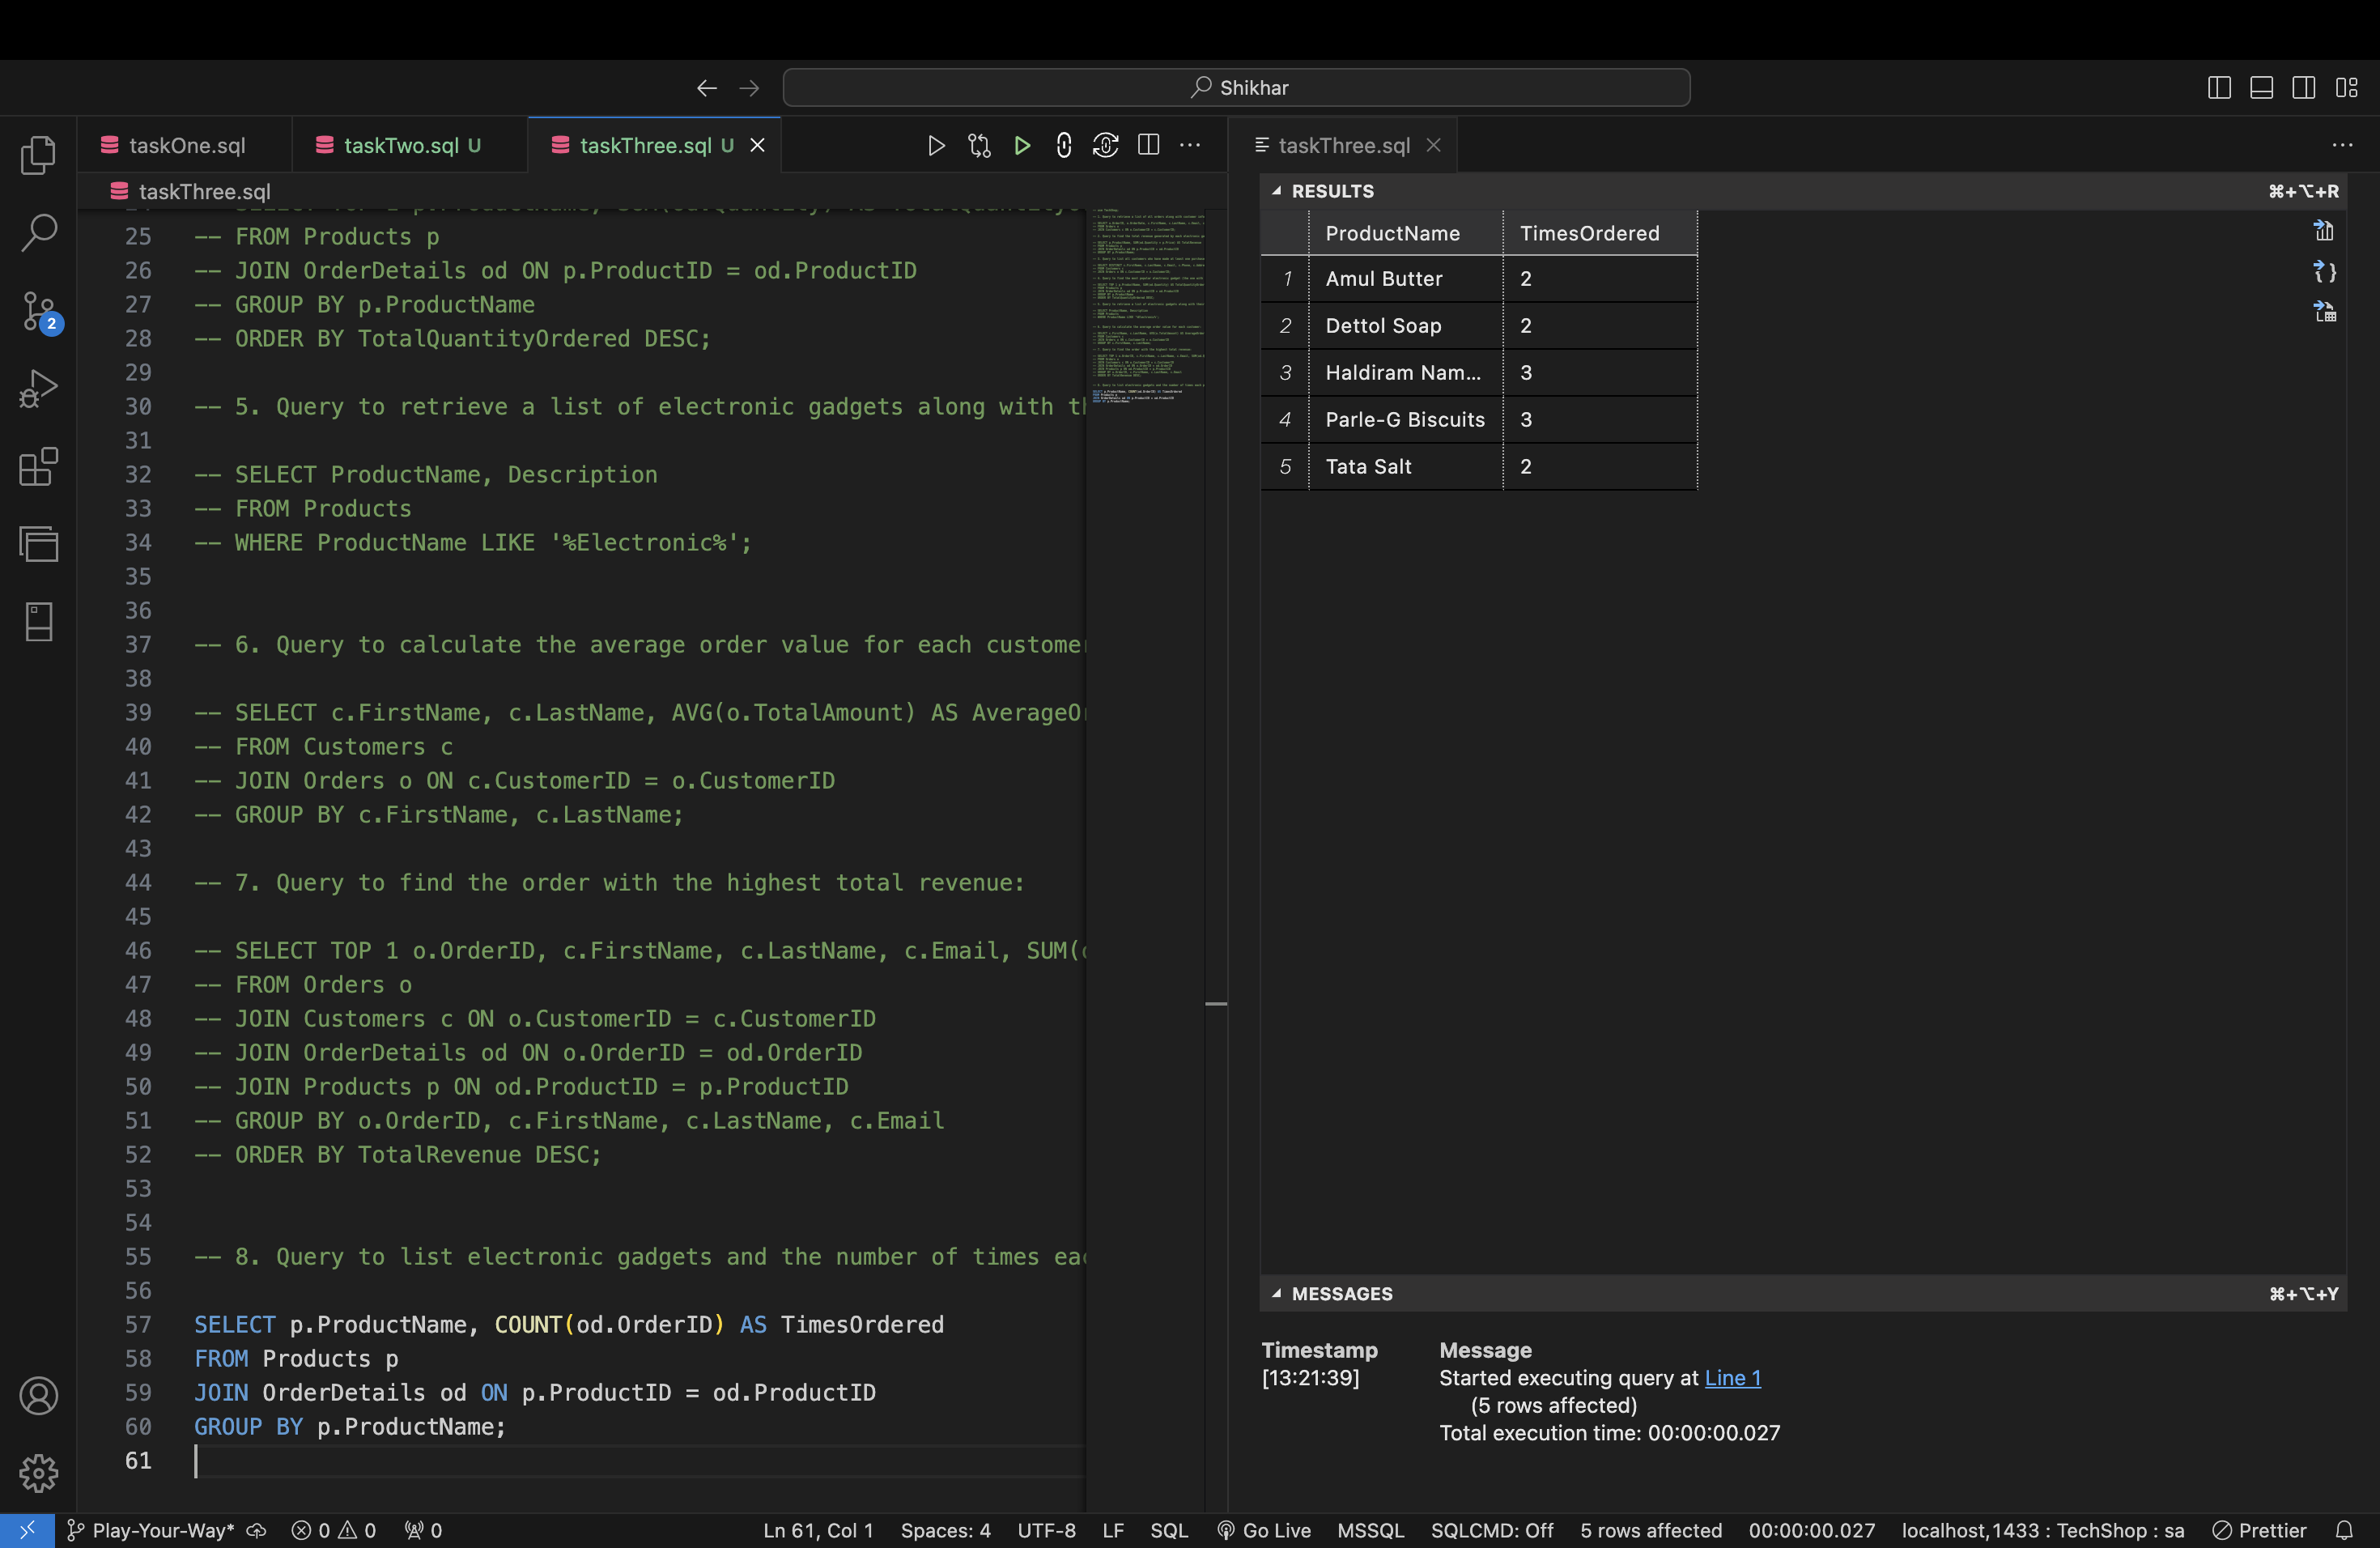 Shikhar
taskOne.sql
taskTwo.sql U
taskThree.sql U
taskThree.sql
25 -- FROM Products p
26 -- JOIN OrderDetails od ON p.ProductID = od.ProductID
27 -- GROUP BY p.ProductName
28 -- ORDER BY TotalQuantityOrdered DESC;
29
30 -- 5. Query to retrieve a list of electronic gadgets along with th
31
32 -- SELECT ProductName, Description
33 -- FROM Products
34 -- WHERE ProductName LIKE '%Electronic%';
35
36
37 -- 6. Query to calculate the average order value for each customer
38
39 -- SELECT c.FirstName, c.LastName, AVG(o.TotalAmount) AS AverageOr
40 -- FROM Customers c
41 -- JOIN Orders o ON c.CustomerID = o.CustomerID
42 -- GROUP BY c.FirstName, c.LastName;
43
44 -- 7. Query to find the order with the highest total revenue:
45
46 -- SELECT TOP 1 o.OrderID, c.FirstName, c.LastName, c.Email, SUM(
47 -- FROM Orders o
48 -- JOIN Customers c ON o.CustomerID = c.CustomerID
49 -- JOIN OrderDetails od ON o.OrderID = od.OrderID
50 -- JOIN Products p ON od.ProductID = p.ProductID
51 -- GROUP BY o.OrderID, c.FirstName, c.LastName, c.Email
52 -- ORDER BY TotalRevenue DESC;
53
54
55 -- 8. Query to list electronic gadgets and the number of times eac
56
57 SELECT p.ProductName, COUNT(od.OrderID) AS TimesOrdered
58 FROM Products p
59 JOIN OrderDetails od ON p.ProductID = od.ProductID
60 GROUP BY p.ProductName;
61
2
taskThree.sql
RESULTS ⌘+⌥+R
ProductName TimesOrdered
1 Amul Butter 2
2 Dettol Soap 2
3 Haldiram Nam... 3
4 Parle-G Biscuits 3
5 Tata Salt 2
MESSAGES ⌘+⌥+Y
Timestamp Message
[13:21:39] Started executing query at Line 1
(5 rows affected)
Total execution time: 00:00:00.027
Play-Your-Way* 0 0 0 Ln 61, Col 1 Spaces: 4 UTF-8 LF SQL Go Live MSSQL SQLCMD: Off 5 rows affected 00:00:00.027 localhost,1433 : TechShop : sa Prettier